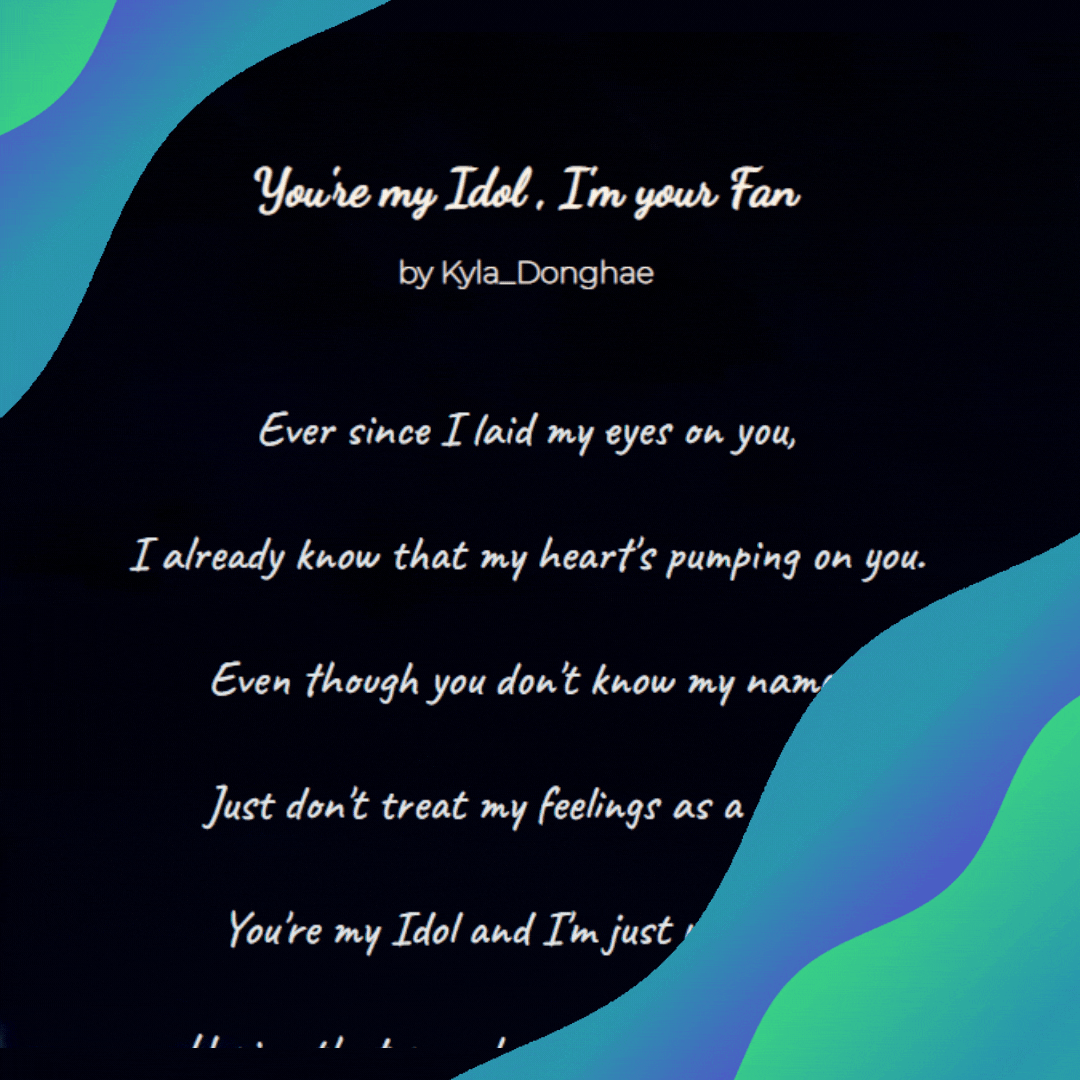 You're my Idol , I'm your Fan
by Kyla_Donghae
Ever since I laid my eyes on you,
I already know that my heart's pumping on you.
Even though you don't know my name
Just don't treat my feelings as a
You're my Idol and I'm just